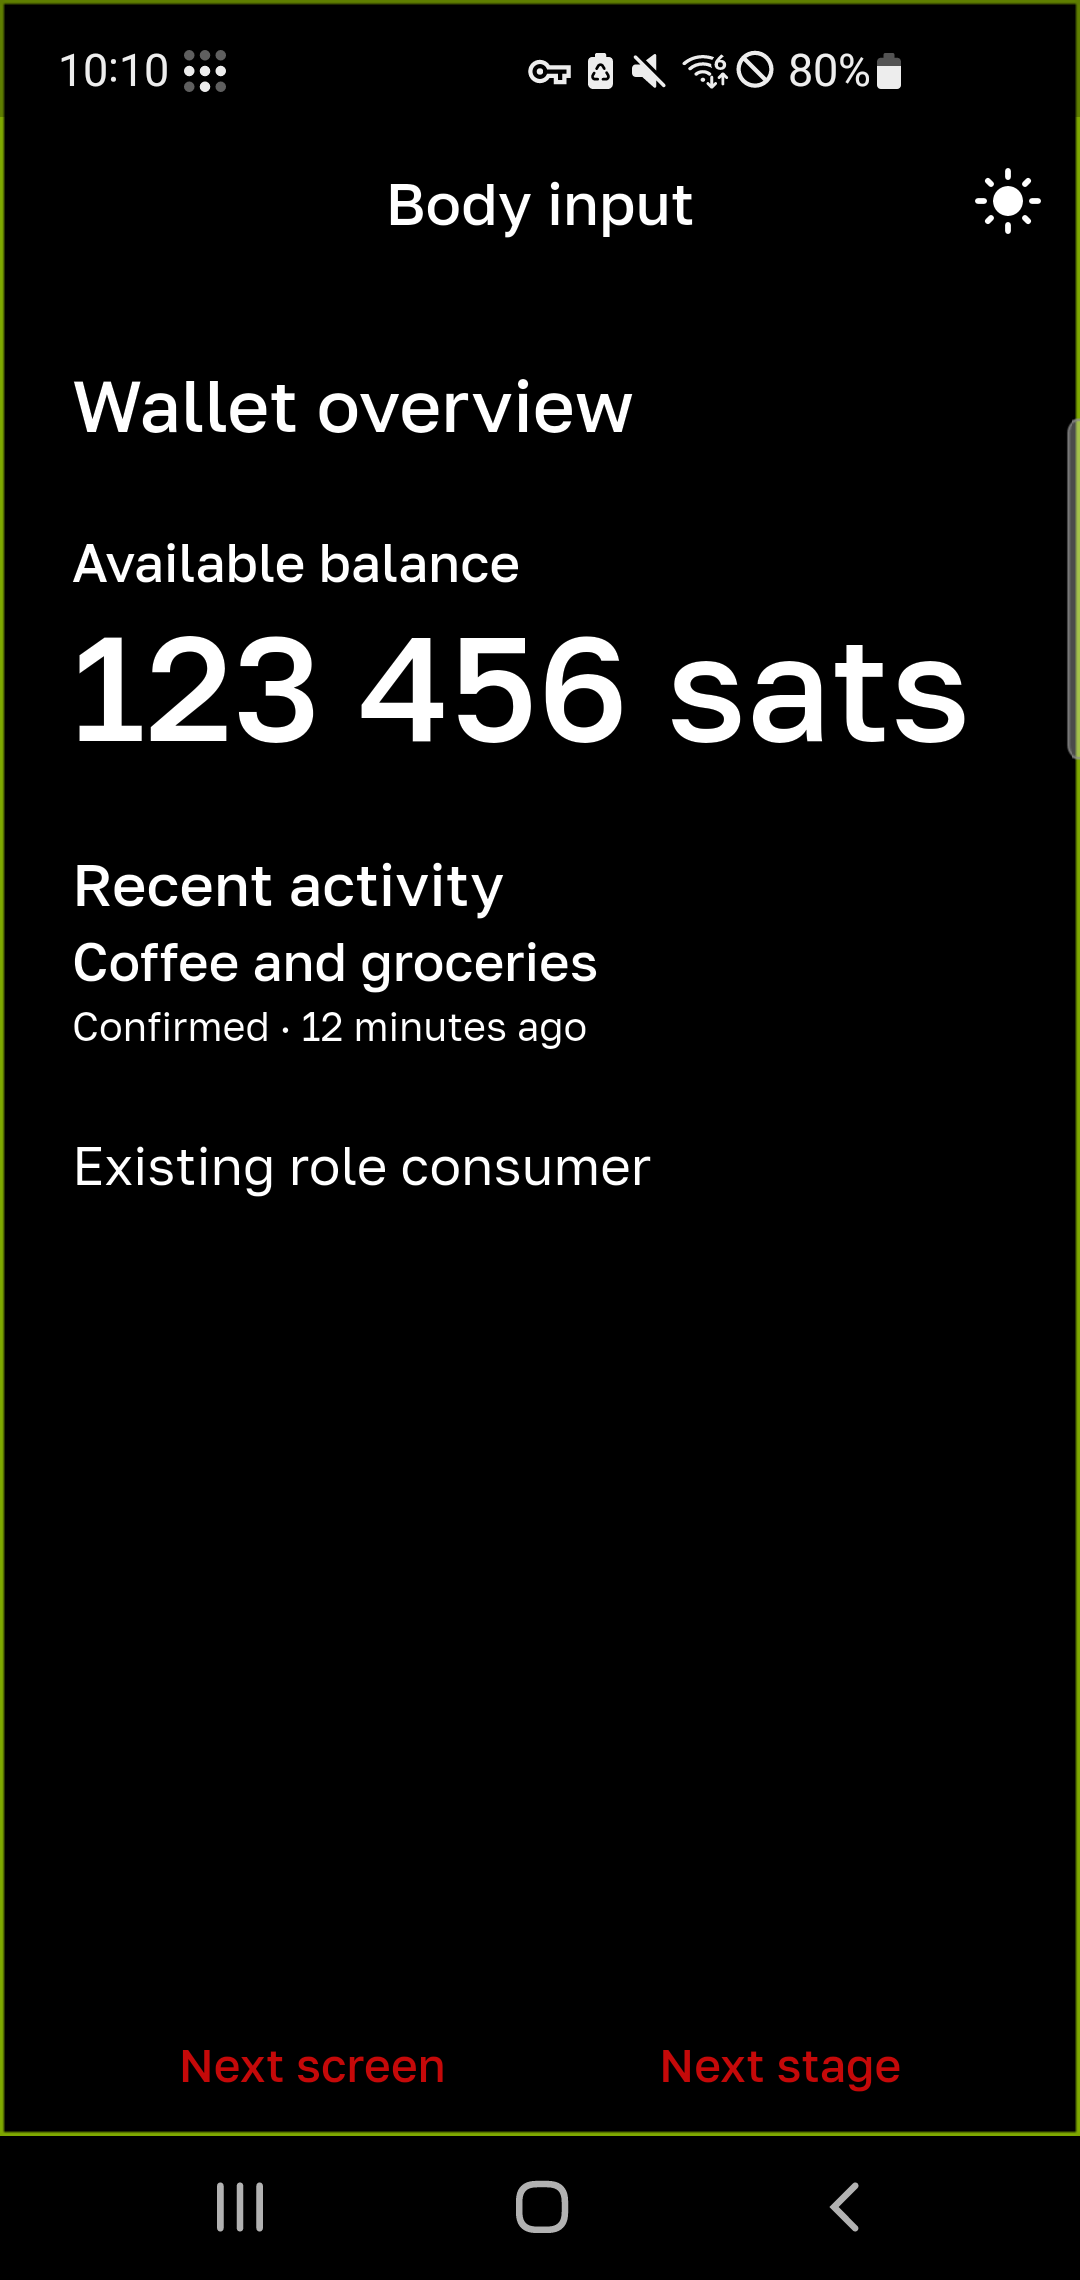 10:10 80%
Body input
Wallet overview
Available balance
123 456 sats
Recent activity
Coffee and groceries
Confirmed · 12 minutes ago
Existing role consumer
Next screen Next stage